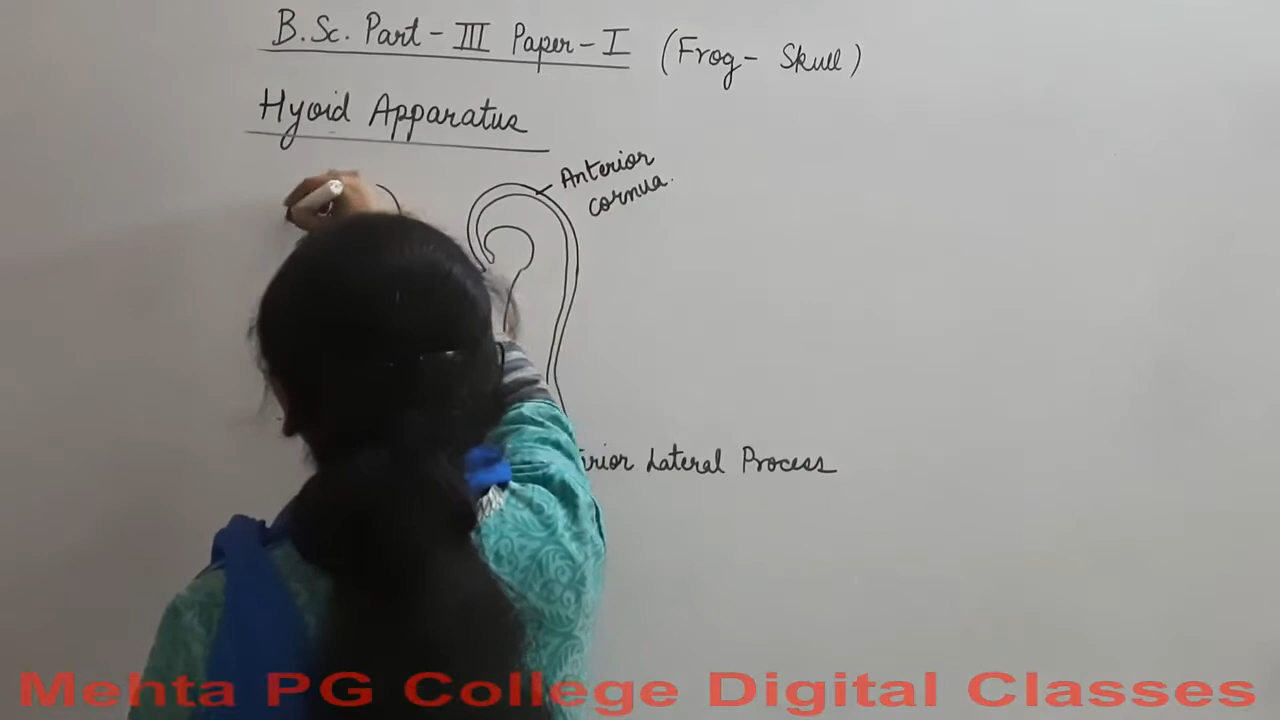 B.Sc. Part - III Paper - I (Frog - Skull)
Hyoid Apparatus
Anterior
cornua.
Lateral Process
Mehta PG College Digital Classes